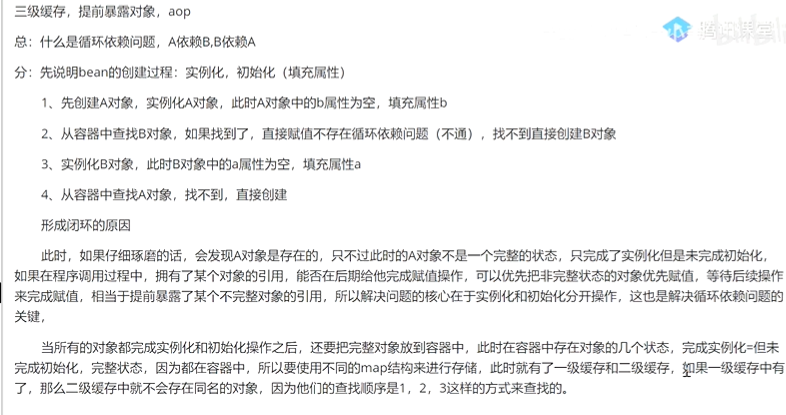 三级缓存，提前暴露对象，aop
腾讯课堂
总：什么是循环依赖问题，A依赖B,B依赖A
分：先说明bean的创建过程：实例化，初始化（填充属性）
1、先创建A对象，实例化A对象，此时A对象中的b属性为空，填充属性b
2、从容器中查找B对象，如果找到了，直接赋值不存在循环依赖问题（不通），找不到直接创建B对象
3、实例化B对象，此时B对象中的a属性为空，填充属性a
4、从容器中查找A对象，找不到，直接创建
形成闭环的原因
此时，如果仔细琢磨的话，会发现A对象是存在的，只不过此时的A对象不是一个完整的状态，只完成了实例化但是未完成初始化，
如果在程序调用过程中，拥有了某个对象的引用，能否在后期给他完成赋值操作，可以优先把非完整状态的对象优先赋值，等待后续操作
来完成赋值，相当于提前暴露了某个不完整对象的引用，所以解决问题的核心在于实例化和初始化分开操作，这也是解决循环依赖问题的
关键，
当所有的对象都完成实例化和初始化操作之后，还要把完整对象放到容器中，此时在容器中存在对象的几个状态，完成实例化=但未
完成初始化，完整状态，因为都在容器中，所以要使用不同的map结构来进行存储，此时就有了一级缓存和二级缓存，如果一级缓存中有
了，那么二级缓存中就不会存在同名的对象，因为他们的查找顺序是1，2，3这样的方式来查找的。